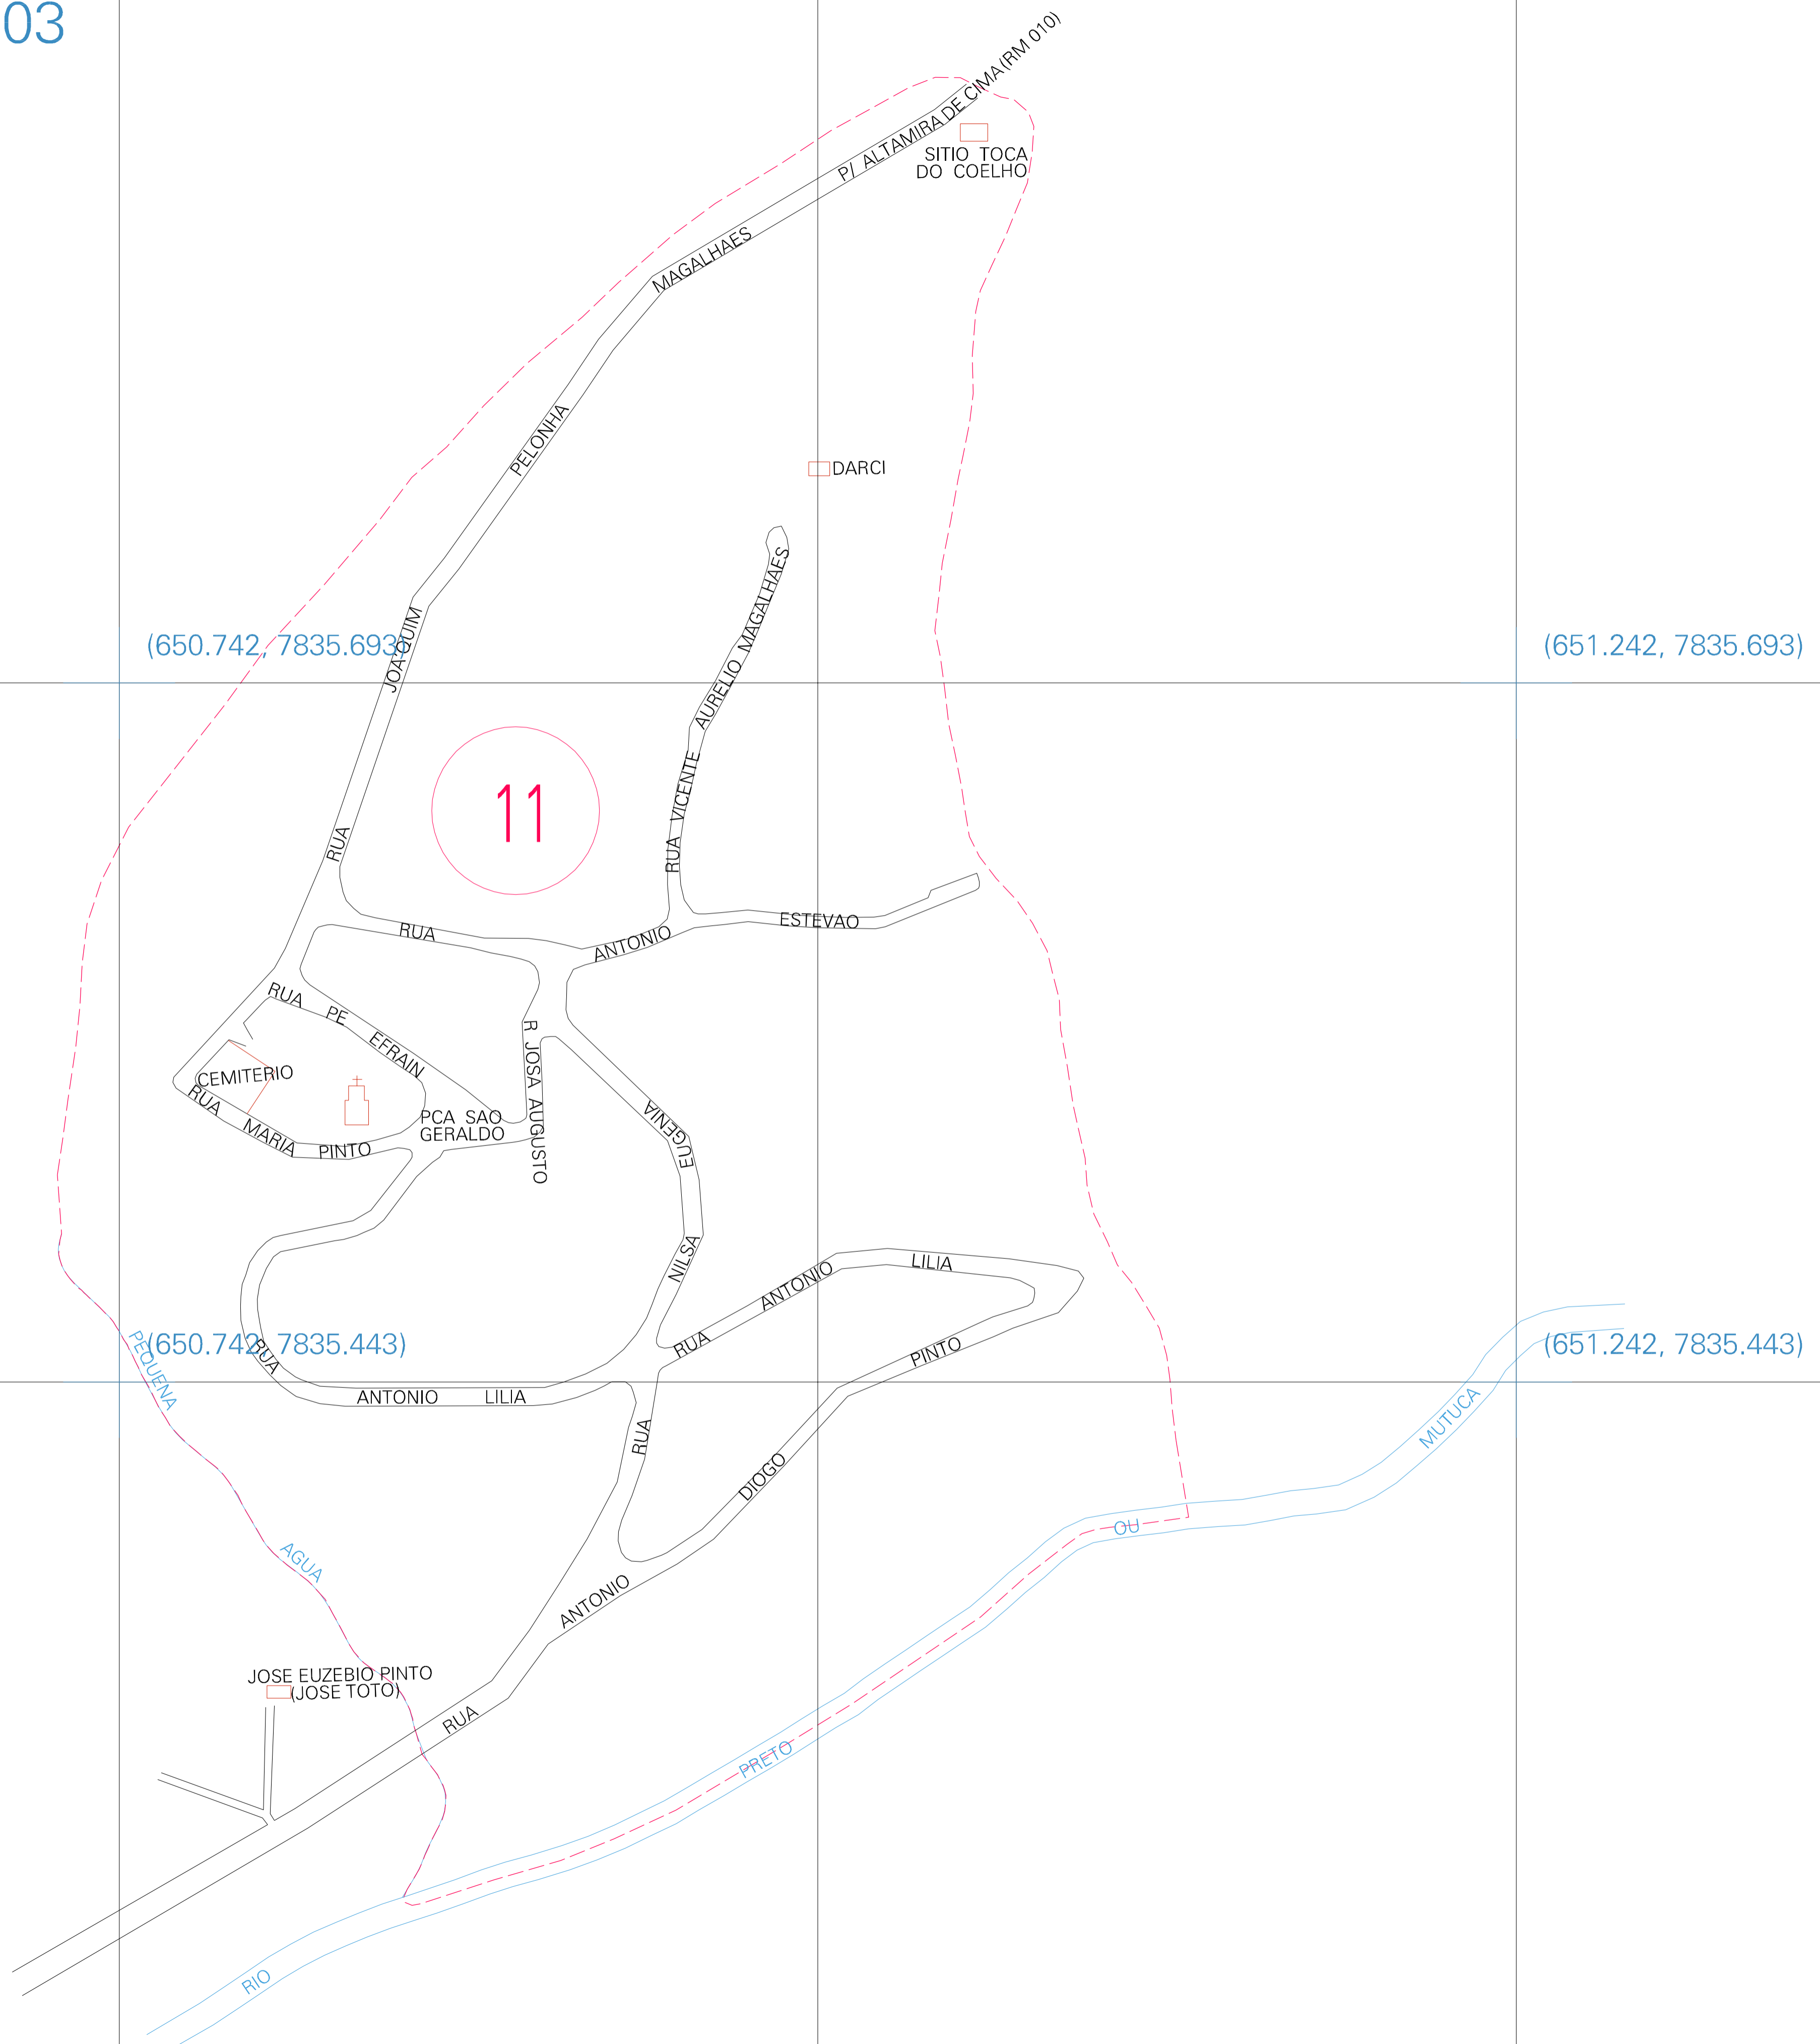 03
P/ ALTAMIRA DE CIMA (RM 010)
SITIO TOCA
DO COELHO
RUA JOAQUIM PELONHA MAGALHAES
DARCI
(650.742, 7835.693)
(651.242, 7835.693)
11
RUA VICENTE AURELIO MAGALHAES
RUA ANTONIO ESTEVAO
RUA PE EFRAIN
R JOSA AUGUSTO
CEMITERIO
RUA MARIA PINTO
PCA SAO
GERALDO
RUA NILSA EUGENIA
RUA ANTONIO LILIA
(650.742, 7835.443)
(651.242, 7835.443)
RUA ANTONIO LILIA
RUA ANTONIO DIOGO PINTO
AGUA PEQUENA
JOSE EUZEBIO PINTO
(JOSE TOTO)
RIO PRETO OU MUTUCA